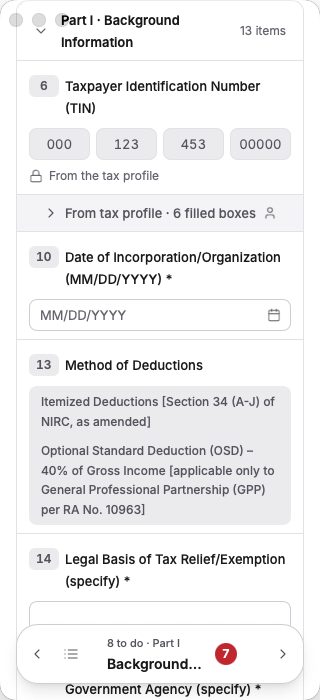 Part I · Background
Information
13 items
6
Taxpayer Identification Number
(TIN)
000
123
453
00000
From the tax profile
From tax profile · 6 filled boxes
10
Date of Incorporation/Organization
(MM/DD/YYYY) *
MM/DD/YYYY
13
Method of Deductions
Itemized Deductions [Section 34 (A-J) of
NIRC, as amended]
Optional Standard Deduction (OSD) –
40% of Gross Income [applicable only to
General Professional Partnership (GPP)
per RA No. 10963]
14
Legal Basis of Tax Relief/Exemption
(specify) *
8 to do · Part I
Background...
7
Government Agency (specify) *